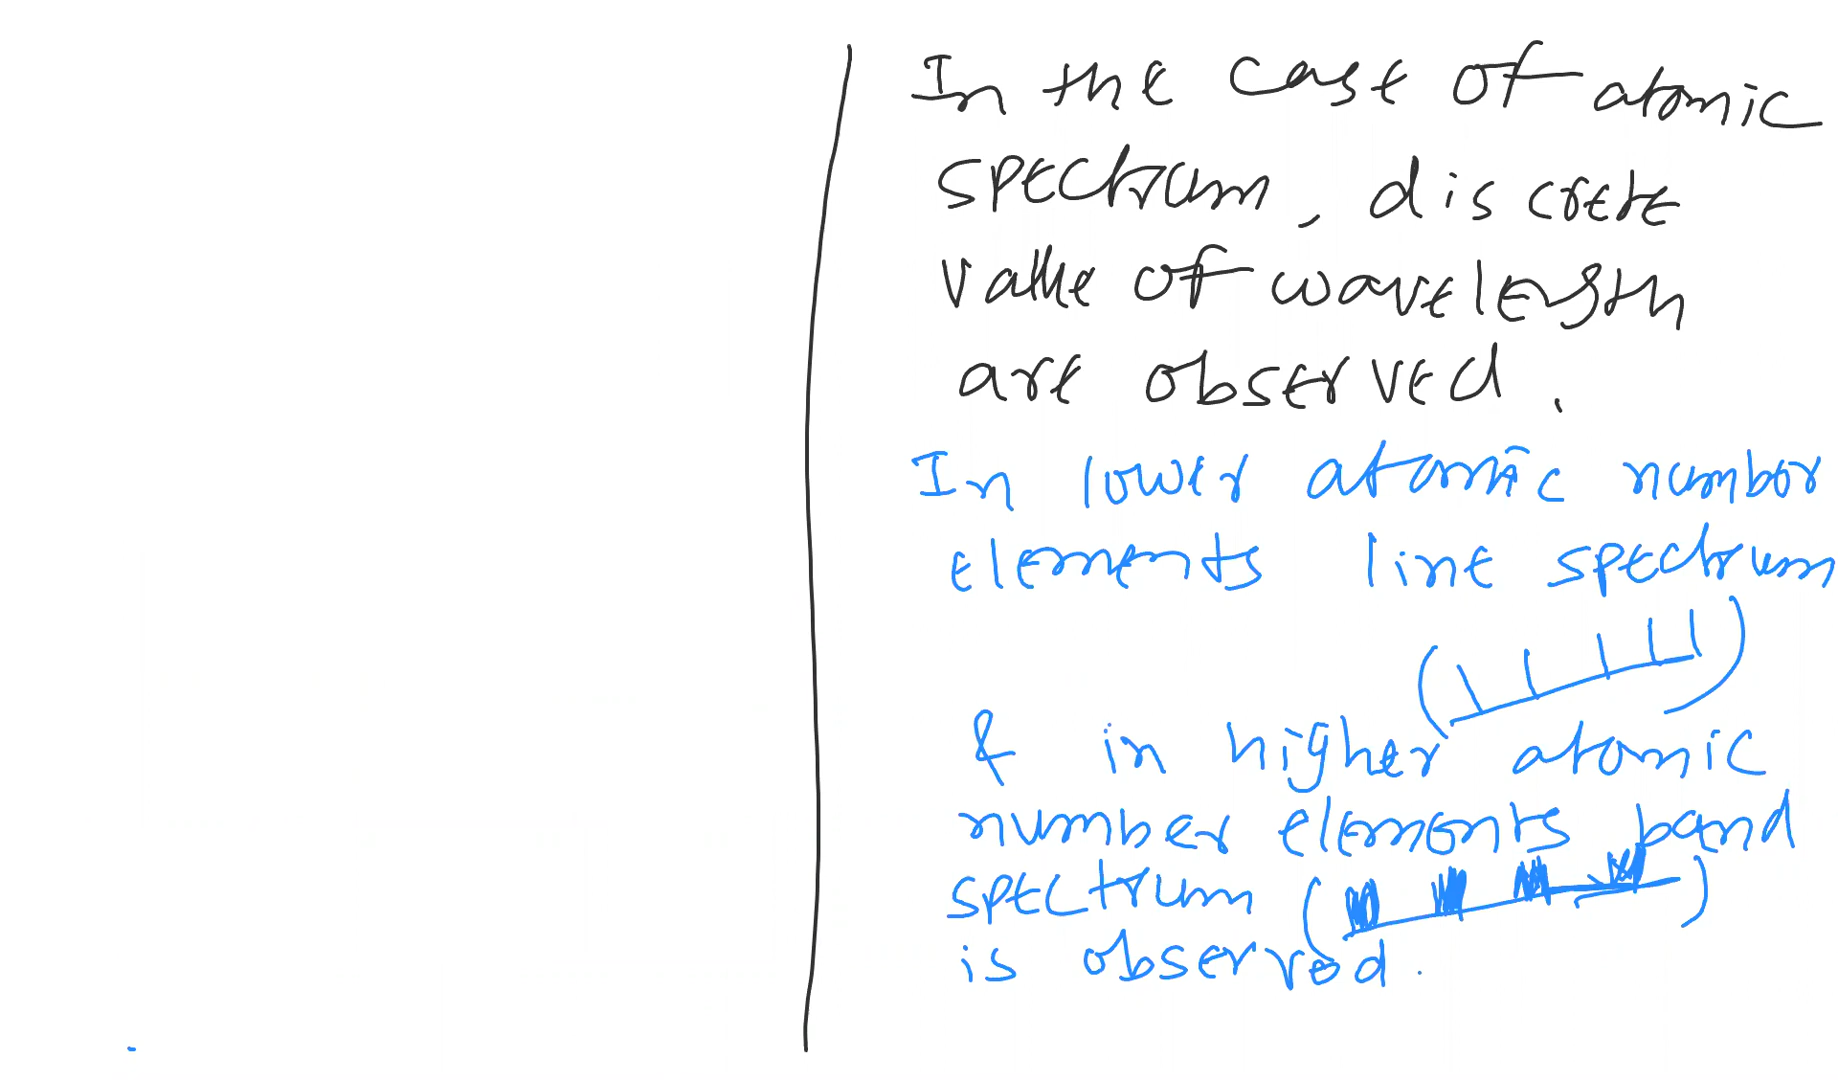 In the case of atomic
spectrum, discrete
value of wavelength
are observed.
In lower atomic number
elements line spectrum
& in higher atomic
number elements band
spectrum
is observed.